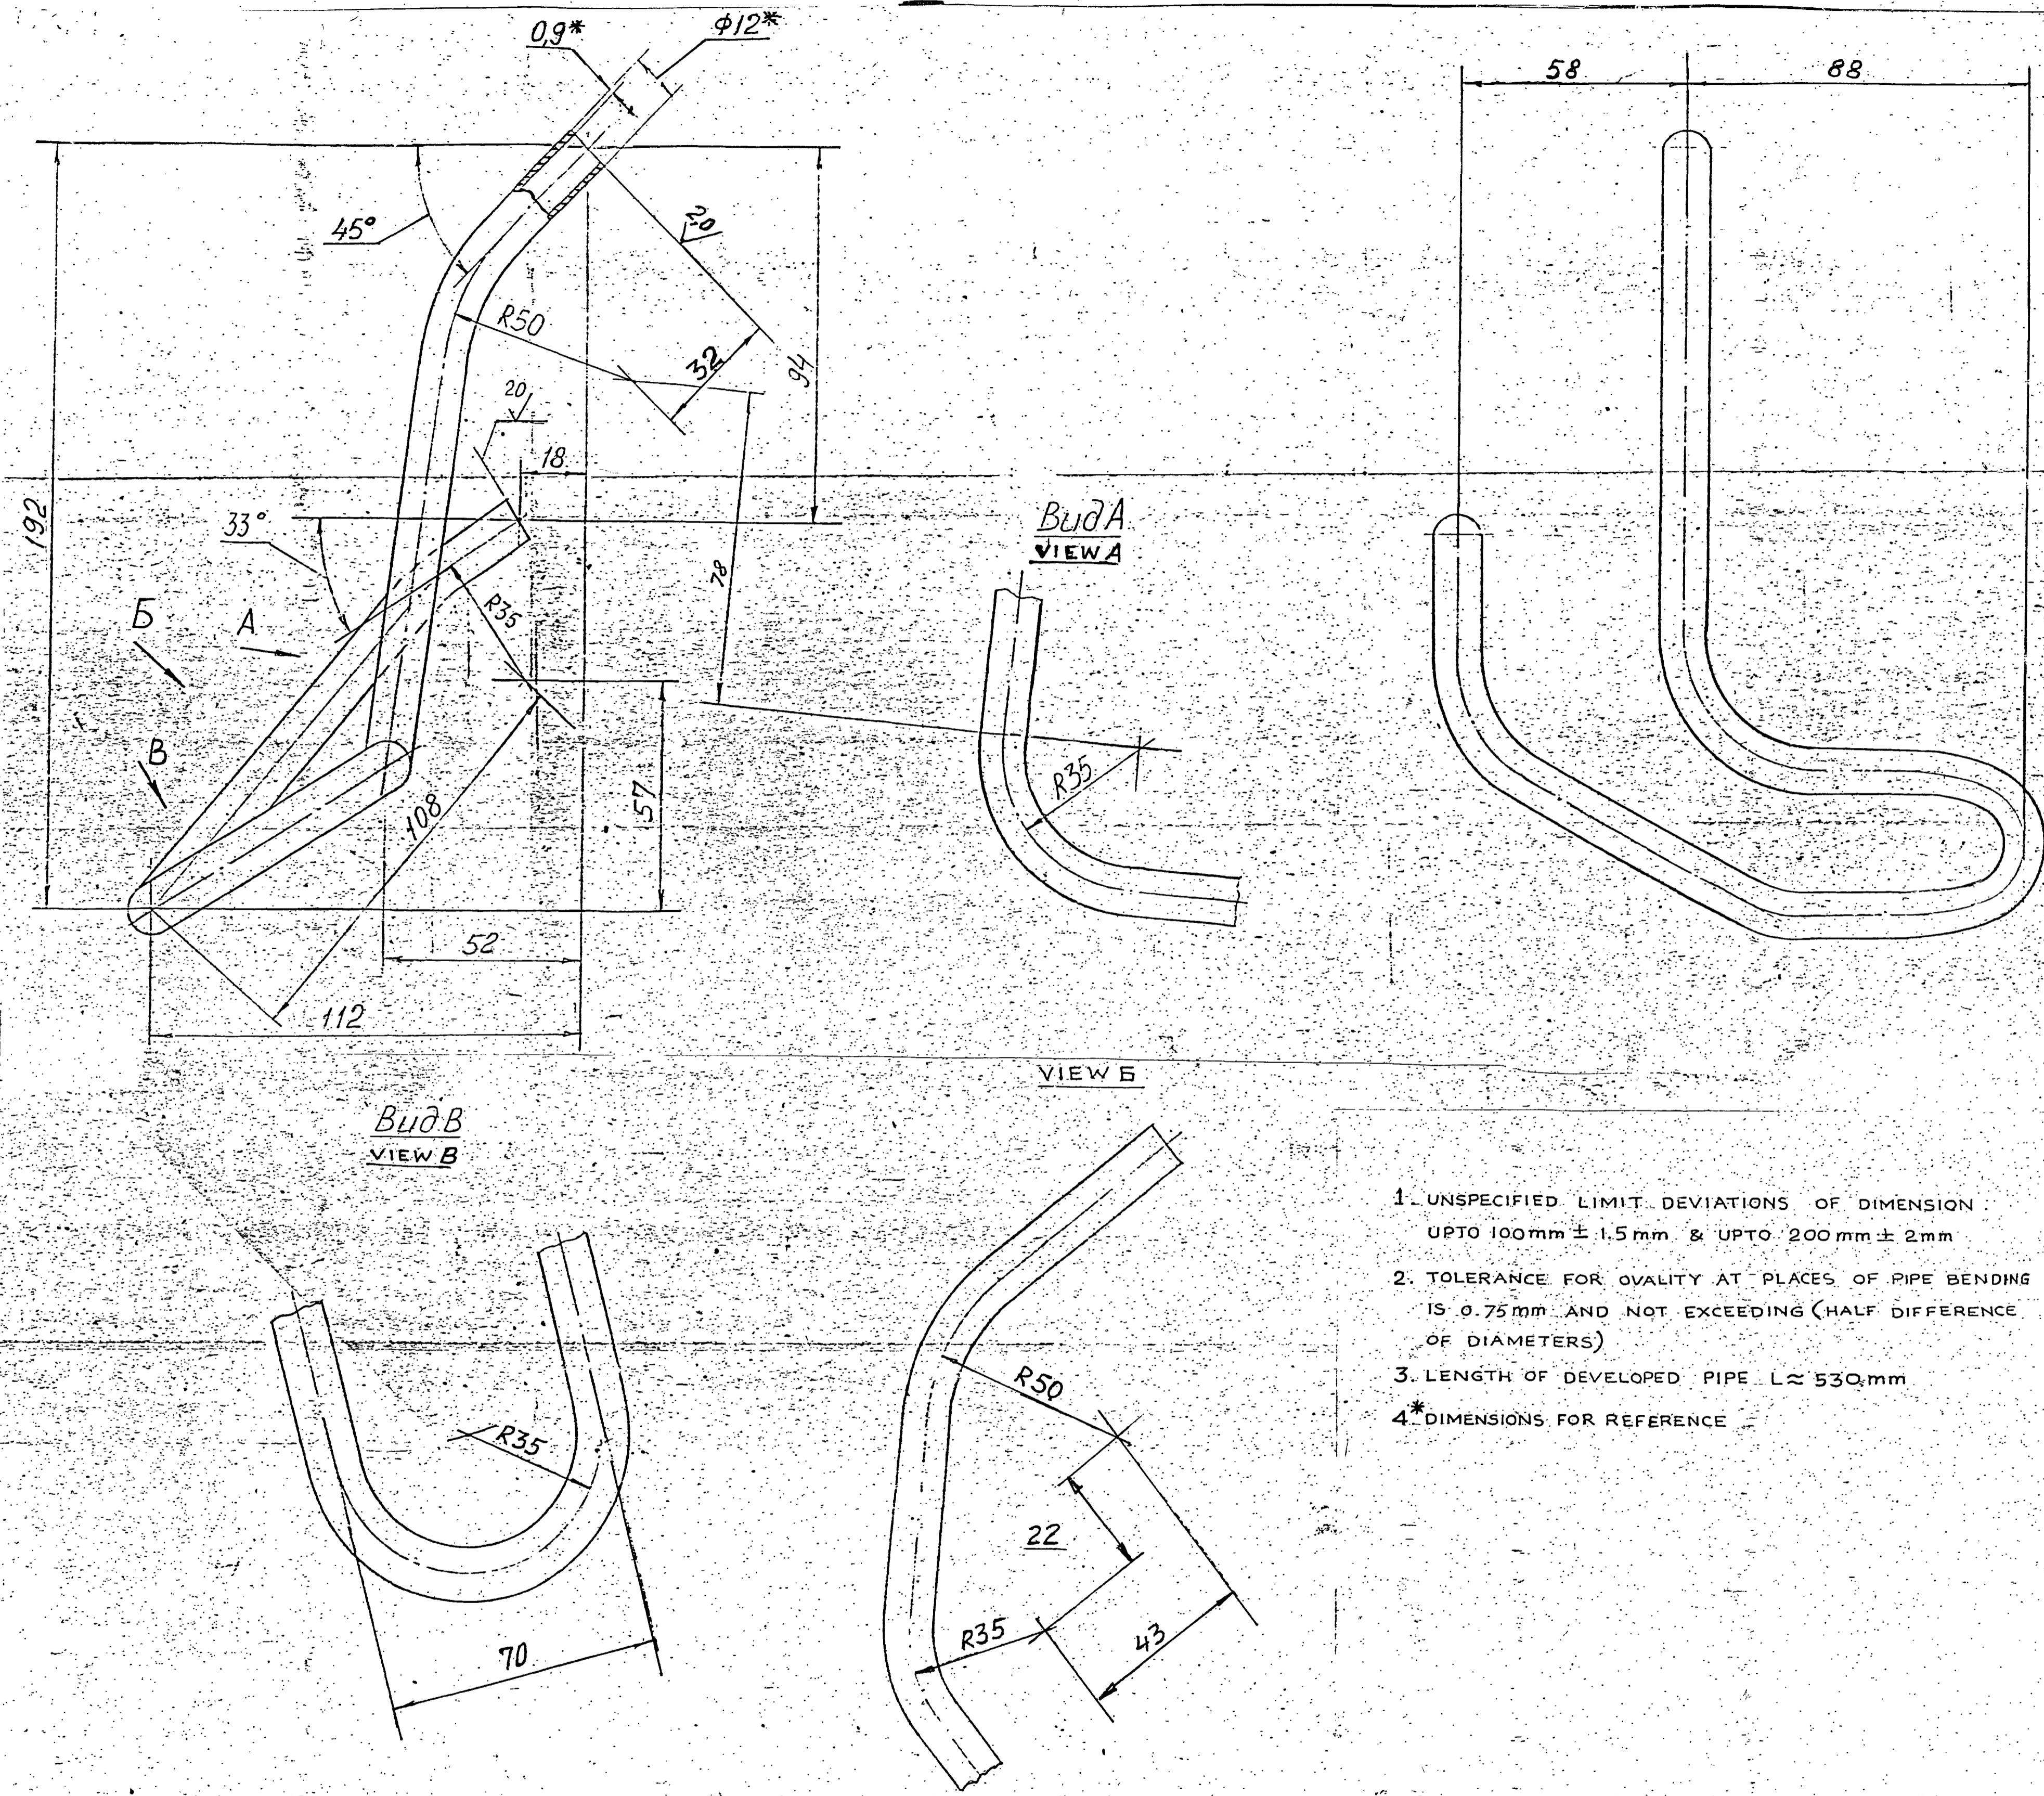 0,9*
Φ12*
58
88
45°
20
R50
32
94
20
18
192
33°
Вид А
VIEW A
78
Б
А
R35
В
R35
57
108
52
112
VIEW Б
Вид В
VIEW B
1. UNSPECIFIED LIMIT DEVIATIONS OF DIMENSION
UPTO 100mm ± 1.5mm & UPTO 200mm ± 2mm
2. TOLERANCE FOR OVALITY AT PLACES OF PIPE BENDING
IS 0.75mm AND NOT EXCEEDING (HALF DIFFERENCE
OF DIAMETERS)
3. LENGTH OF DEVELOPED PIPE L≈ 530mm
4* DIMENSIONS FOR REFERENCE
R50
R35
22
R35
43
70